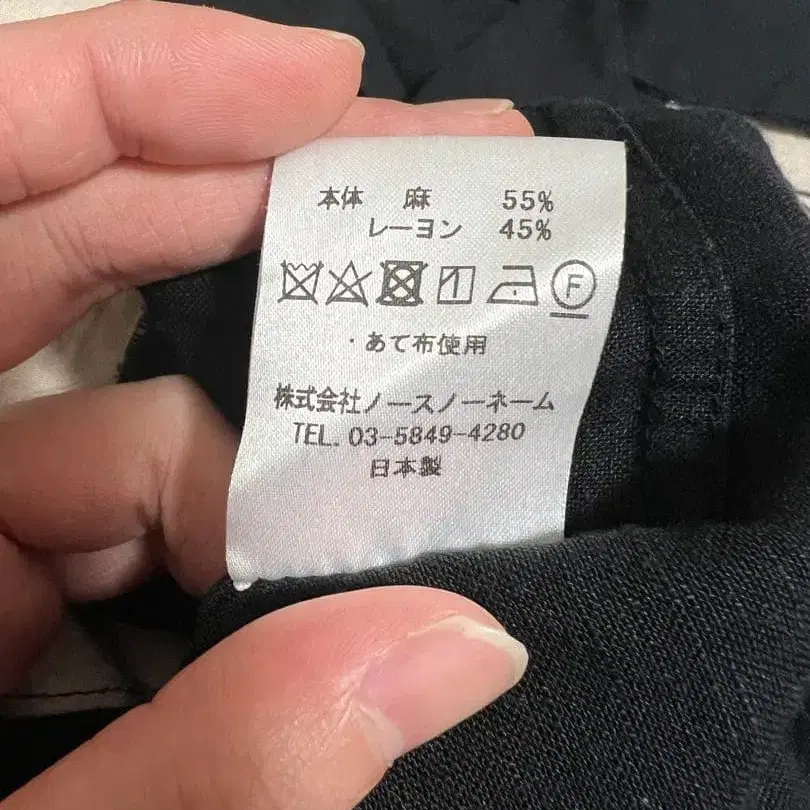 本体 麻 55%
レーヨン 45%
F
・あて布使用
株式会社ノースノーネーム
TEL. 03-5849-4280
日本製